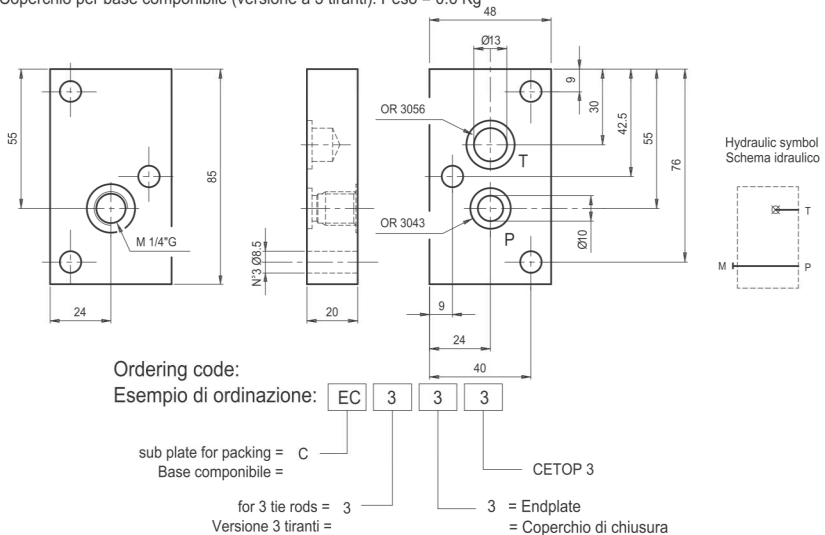 Coperchio per base componibile (versione a 3 tiranti). Peso = 0.6 Kg
48
Ø13
9
30
42.5
55
76
OR 3056
T
OR 3043
P
Ø10
9
24
40
55
85
M 1/4"G
24
N°3 Ø8.5
20
Hydraulic symbol
Schema idraulico
T
M
P
Ordering code:
Esempio di ordinazione: EC 3 3 3
sub plate for packing = C
Base componibile =
CETOP 3
for 3 tie rods = 3
Versione 3 tiranti =
3 = Endplate
= Coperchio di chiusura